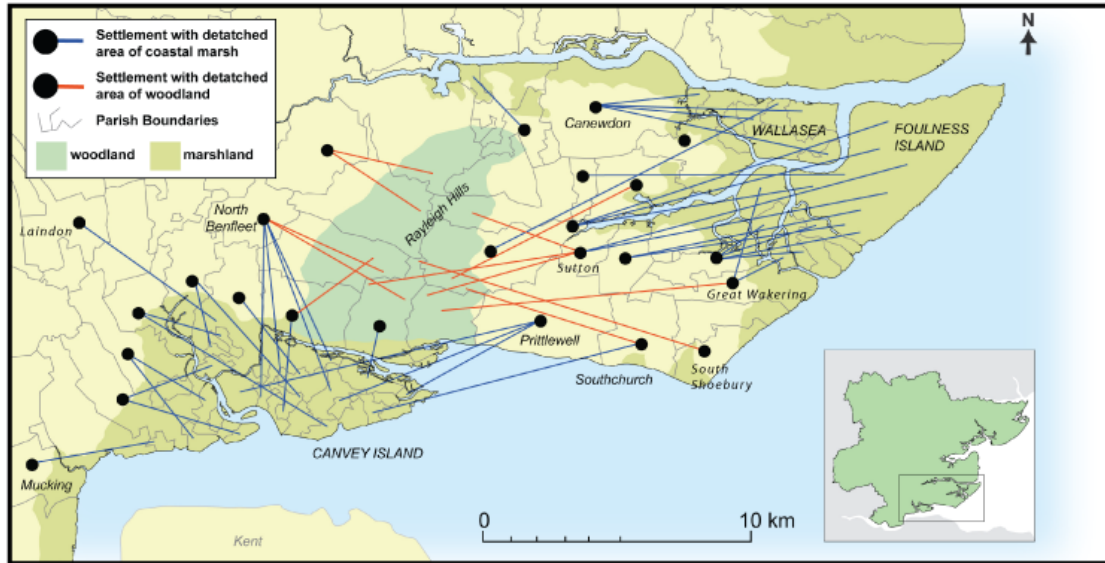 Settlement with detatched
area of coastal marsh
Settlement with detatched
area of woodland
Parish Boundaries
woodland
marshland
N
Canewdon
WALLASEA
FOULNESS
ISLAND
Rayleigh Hills
North
Benfleet
Laindon
Sutton
Great Wakering
Prittlewell
Southchurch
South
Shoebury
CANVEY ISLAND
Mucking
Kent
0
10 km